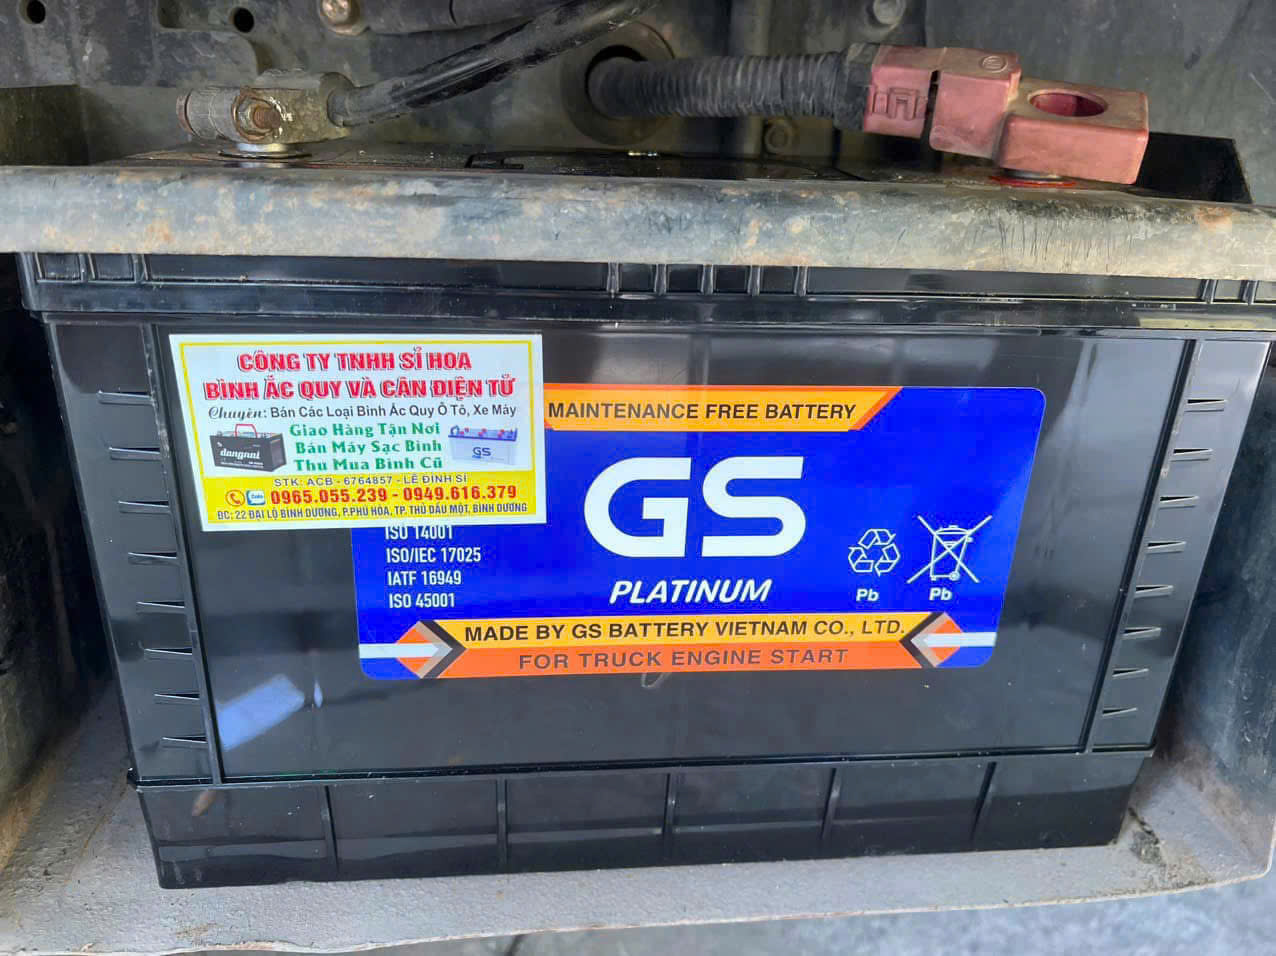 CÔNG TY TNHH SỈ HOA
BÌNH ẮC QUY VÀ CÂN ĐIỆN TỬ
Chuyên: Bán Các Loại Bình Ắc Quy Ô Tô, Xe Máy
Giao Hàng Tận Nơi
Bán Máy Sạc Bình
Thu Mua Bình Cũ
dongnai
GS
STK: ACB - 6764857 - LÊ ĐÌNH SỈ
Zalo
0965.055.239 - 0949.616.379
ĐC: 22 ĐẠI LỘ BÌNH DƯƠNG, P.PHÚ HÒA, TP. THỦ DẦU MỘT, BÌNH DƯƠNG
MAINTENANCE FREE BATTERY
GS
PLATINUM
ISO 14001
ISO/IEC 17025
IATF 16949
ISO 45001
Pb
Pb
MADE BY GS BATTERY VIETNAM CO., LTD.
FOR TRUCK ENGINE START